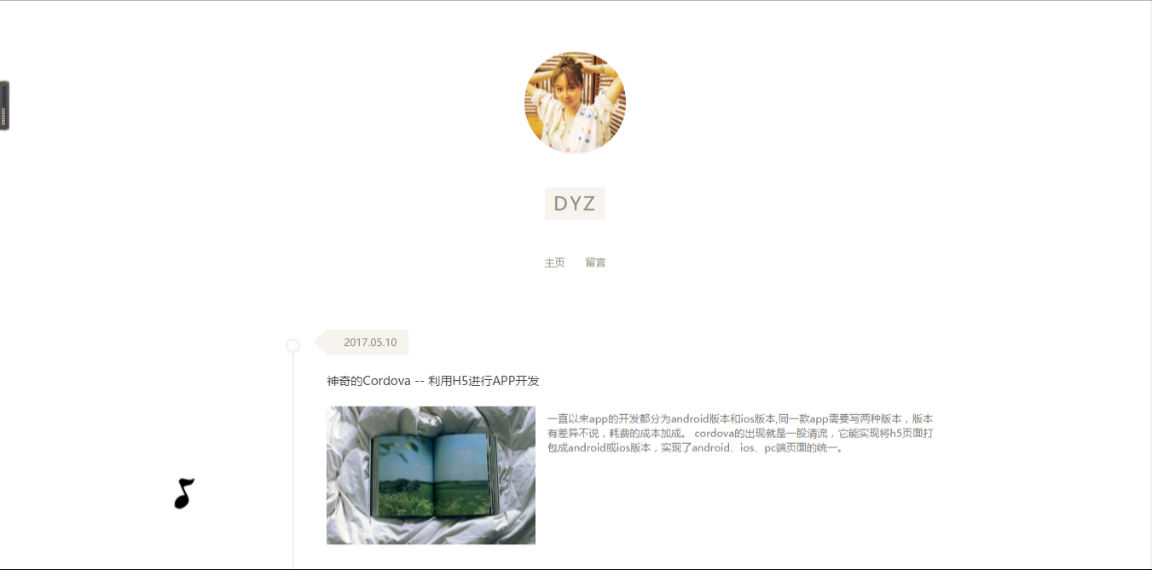 DYZ
主页 留言
2017.05.10
神奇的Cordova -- 利用H5进行APP开发
一直以来app的开发都分为android版本和ios版本,同一款app需要写两种版本，版本
有差异不说，耗费的成本加成。 cordova的出现就是一股清流，它能实现将h5页面打
包成android或ios版本，实现了android、ios、pc端页面的统一。